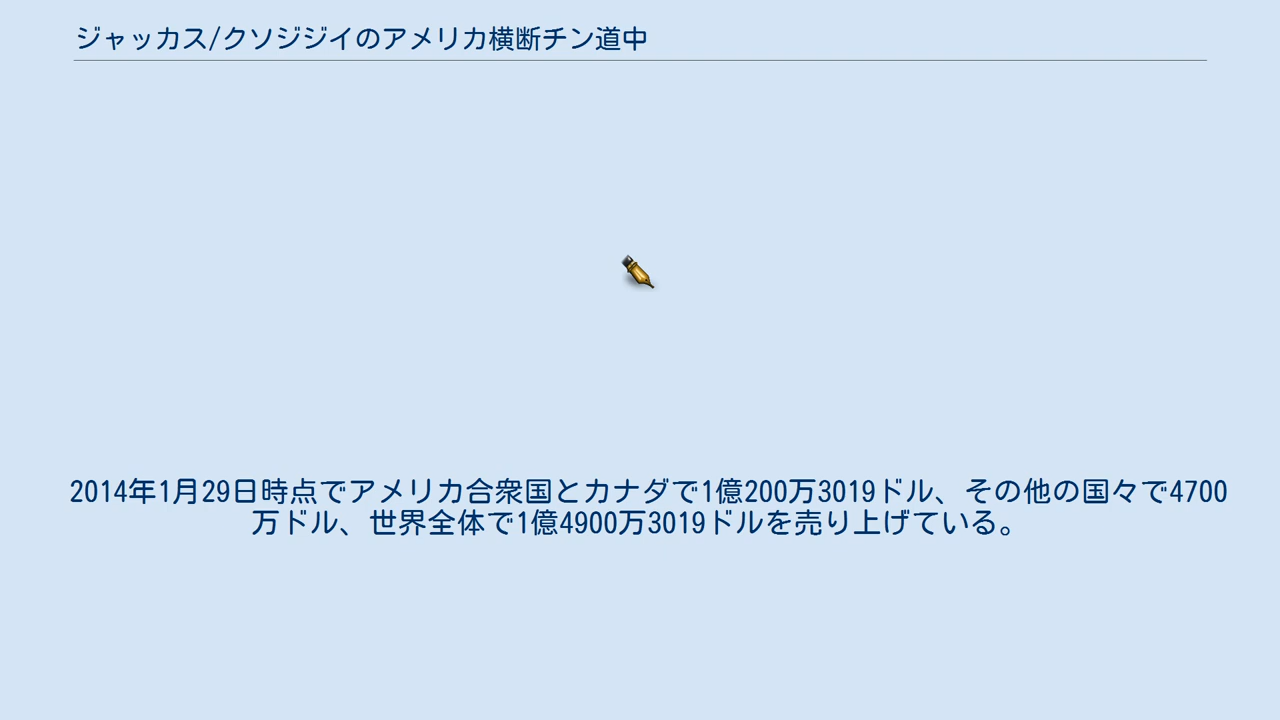 ジャッカス/クソジジイのアメリカ横断チン道中
2014年1月29日時点でアメリカ合衆国とカナダで1億200万3019ドル、その他の国々で4700
万ドル、世界全体で1億4900万3019ドルを売り上げている。